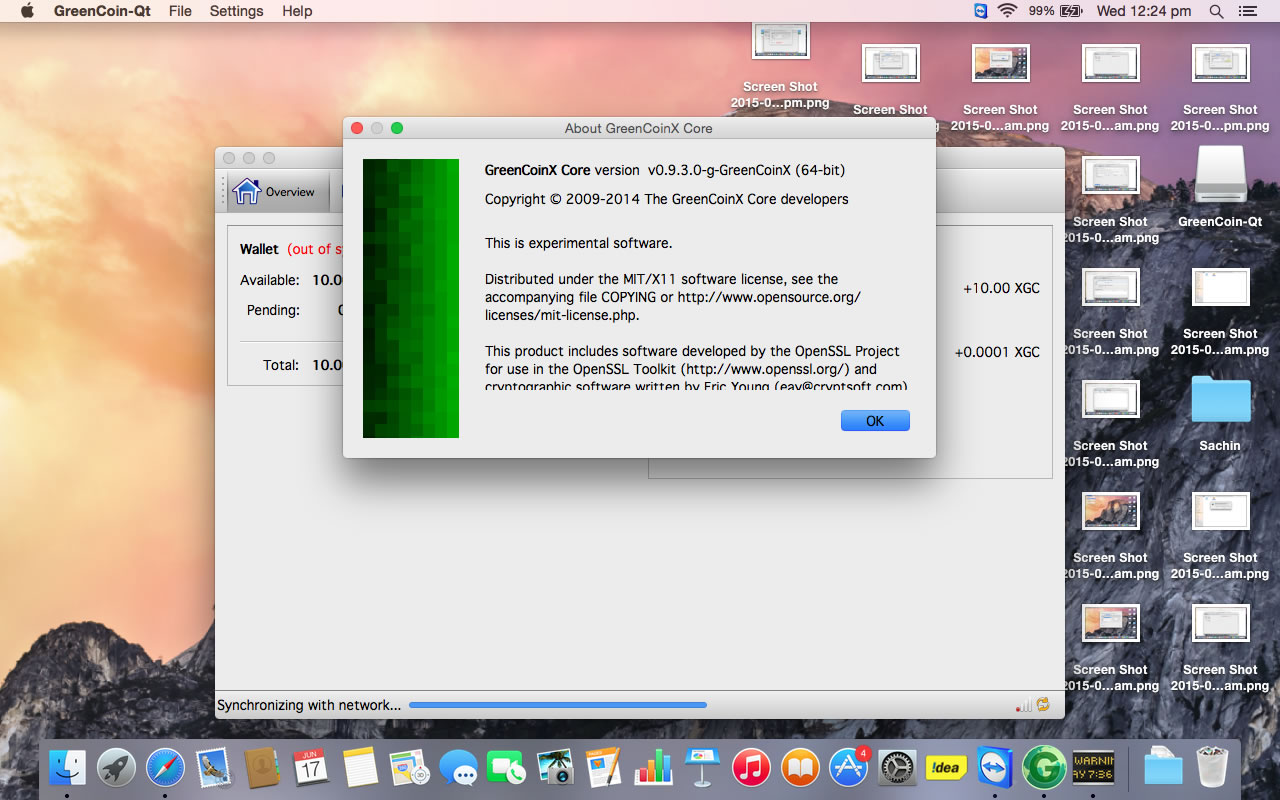 GreenCoin-Qt File Settings Help 99% Wed 12:24 pm
Screen Shot
2015-0...pm.png
Screen Shot
Screen Shot
2015-0...am.png
Screen Shot
2015-0...am.png
Screen Shot
2015-0...pm.png
About GreenCoinX Core
GreenCoinX Core version v0.9.3.0-g-GreenCoinX (64-bit)
Copyright © 2009-2014 The GreenCoinX Core developers
This is experimental software.
Distributed under the MIT/X11 software license, see the
accompanying file COPYING or http://www.opensource.org/
licenses/mit-license.php.
This product includes software developed by the OpenSSL Project
for use in the OpenSSL Toolkit (http://www.openssl.org/) and
cryptographic software written by Eric Young (eay@cryptsoft.com)
OK
Overview
Wallet (out of s
Available: 10.0
Pending: 0
Total: 10.0
+10.00 XGC
+0.0001 XGC
Screen Shot
2015-0...am.png
GreenCoin-Qt
Screen Shot
2015-0...am.png
Screen Shot
2015-0...am.png
Screen Shot
2015-0...am.png
Sachin
Screen Shot
2015-0...am.png
Screen Shot
2015-0...am.png
Screen Shot
2015-0...am.png
Screen Shot
2015-0...am.png
Synchronizing with network...
JUN
17
4
!dea
WARNIN
AY 7:36